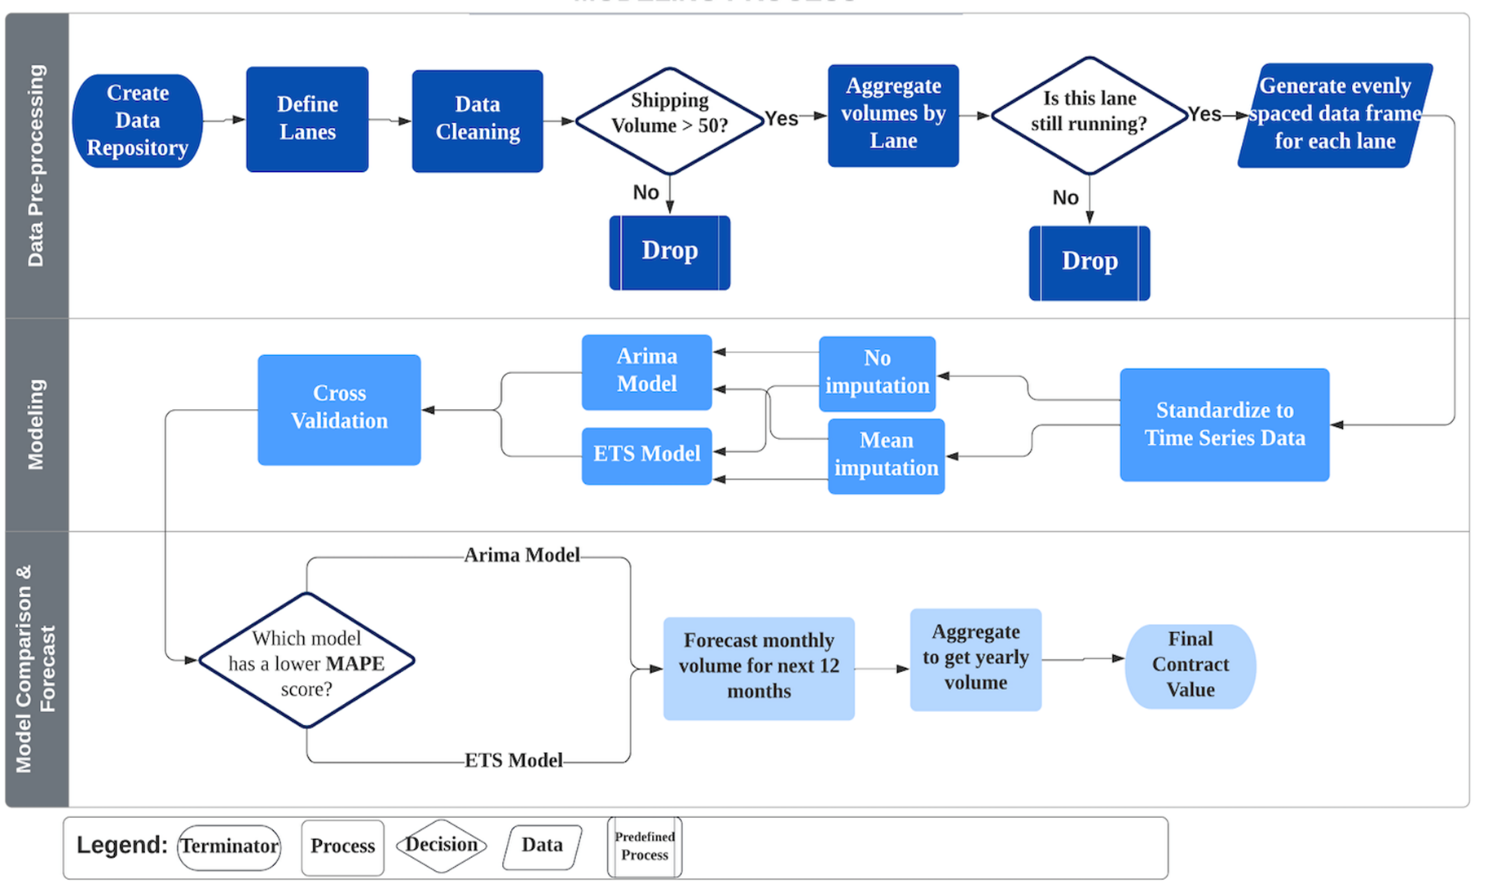 MODELING PROCESS
Data Pre-processing
Create
Data
Repository
Define
Lanes
Data
Cleaning
Shipping
Volume > 50?
Yes
No
Drop
Aggregate
volumes by
Lane
Is this lane
still running?
Yes
No
Drop
Generate evenly
spaced data frame
for each lane
Modeling
Standardize to
Time Series Data
No
imputation
Mean
imputation
Arima
Model
ETS Model
Cross
Validation
Model Comparison &
Forecast
Which model
has a lower MAPE
score?
Arima Model
ETS Model
Forecast monthly
volume for next 12
months
Aggregate
to get yearly
volume
Final
Contract
Value
Legend:
Terminator
Process
Decision
Data
Predefined
Process